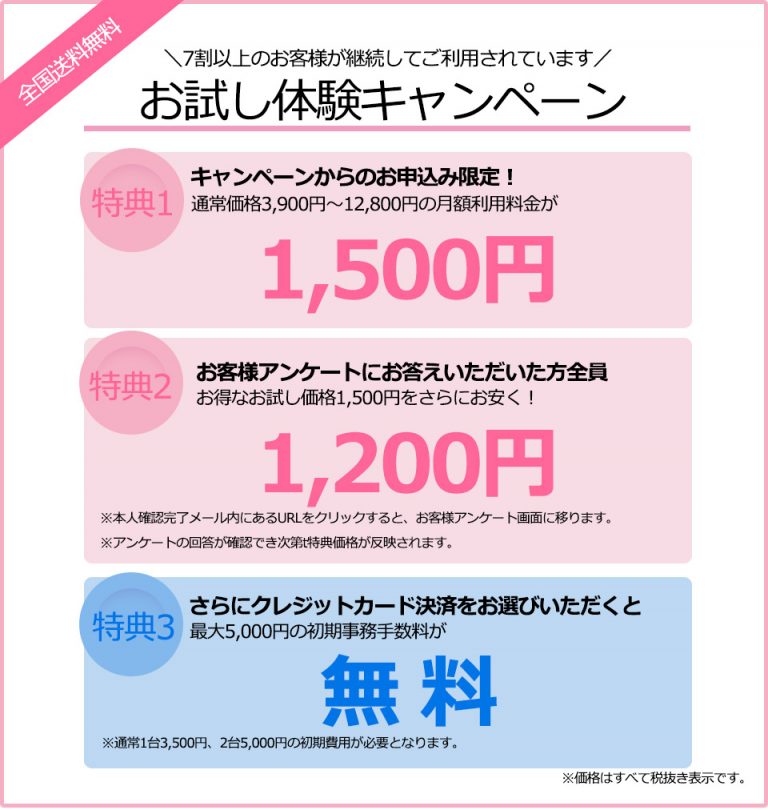 全国送料無料
＼7割以上のお客様が継続してご利用されています／
お試し体験キャンペーン
特典1
キャンペーンからのお申込み限定！
通常価格3,900円～12,800円の月額利用料金が
1,500円
特典2
お客様アンケートにお答えいただいた方全員
お得なお試し価格1,500円をさらにお安く！
1,200円
※本人確認完了メール内にあるURLをクリックすると、お客様アンケート画面に移ります。
※アンケートの回答が確認でき次第t特典価格が反映されます。
特典3
さらにクレジットカード決済をお選びいただくと
最大5,000円の初期事務手数料が
無料
※通常1台3,500円、2台5,000円の初期費用が必要となります。
※価格はすべて税抜き表示です。